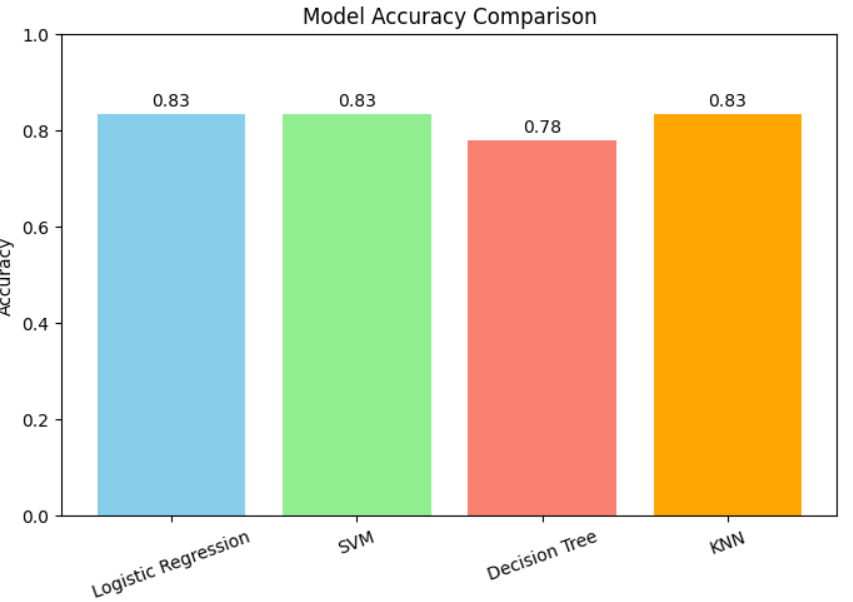 Model Accuracy Comparison
1.0
0.8
0.6
0.4
0.2
0.0
Accuracy
0.83
0.83
0.78
0.83
Logistic Regression
SVM
Decision Tree
KNN